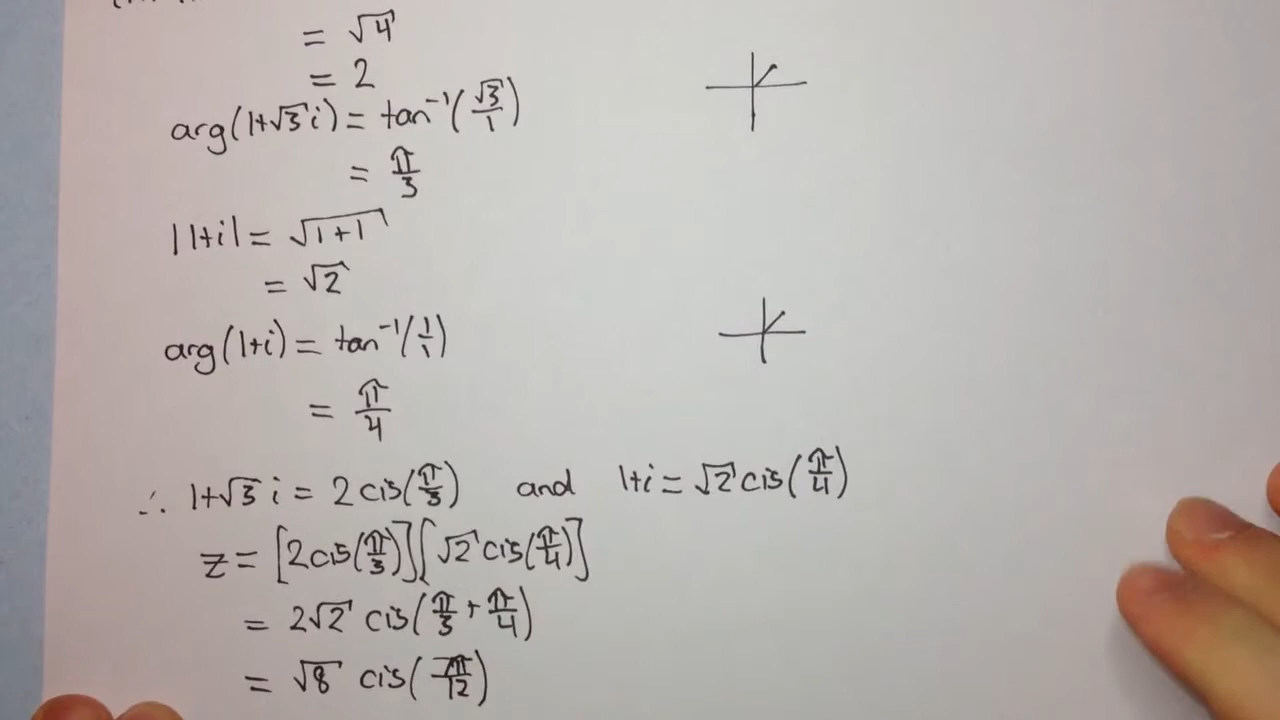 = √4
= 2
arg(1+√3 i) = tan⁻¹(√3/1)
= π/3
|1+i| = √1+1
= √2
arg(1+i) = tan⁻¹(1/1)
= π/4
∴ 1+√3 i = 2 cis(π/3) and 1+i = √2 cis(π/4)
z = [2cis(π/3)][√2 cis(π/4)]
= 2√2 cis(π/3 + π/4)
= √8 cis(7π/12)